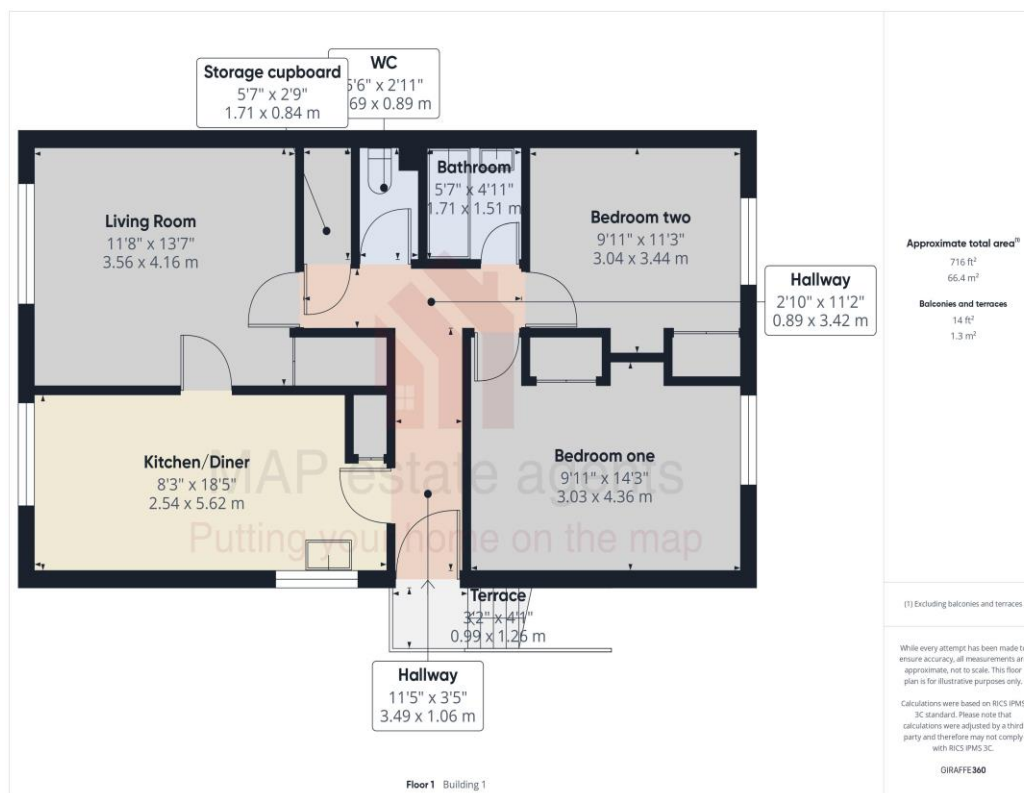 Storage cupboard
5'7" x 2'9"
1.71 x 0.84 m
WC
5'6" x 2'11"
69 x 0.89 m
Living Room
11'8" x 13'7"
3.56 x 4.16 m
Bathroom
5'7" x 4'11"
1.71 x 1.51 m
Bedroom two
9'11" x 11'3"
3.04 x 3.44 m
Hallway
2'10" x 11'2"
0.89 x 3.42 m
Kitchen/Diner
8'3" x 18'5"
2.54 x 5.62 m
Bedroom one
9'11" x 14'3"
3.03 x 4.36 m
MAP estate agents
Putting your home on the map
Terrace
3'2" x 4'1"
0.99 x 1.26 m
Hallway
11'5" x 3'5"
3.49 x 1.06 m
Floor 1 Building 1
Approximate total area(1)
716 ft²
66.4 m²
Balconies and terraces
14 ft²
1.3 m²
(1) Excluding balconies and terraces
While every attempt has been made to
ensure accuracy, all measurements are
approximate, not to scale. This floor
plan is for illustrative purposes only.
Calculations were based on RICS IPMS
3C standard. Please note that
calculations were adjusted by a third
party and therefore may not comply
with RICS IPMS 3C.
GIRAFFE360